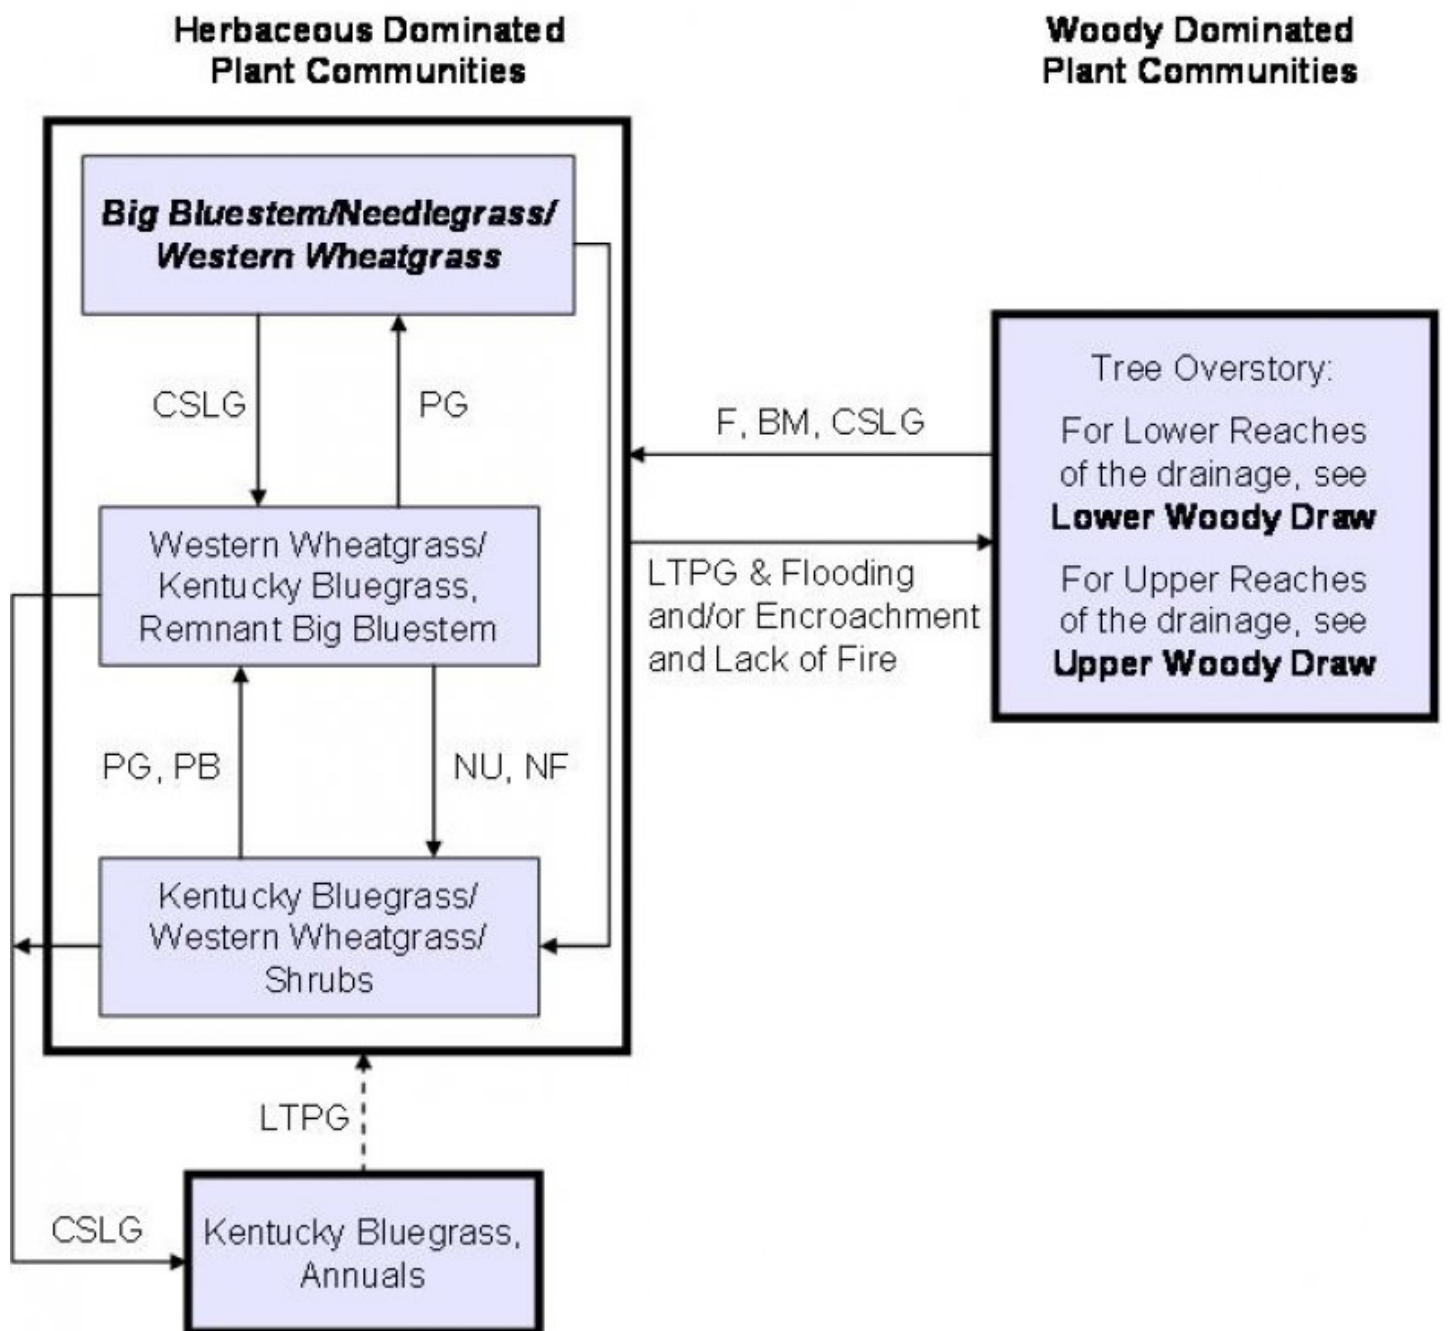 Herbaceous Dominated
Plant Communities
Woody Dominated
Plant Communities
Big Bluestem/Needlegrass/
Western Wheatgrass
CSLG
PG
Western Wheatgrass/
Kentucky Bluegrass,
Remnant Big Bluestem
PG, PB
NU, NF
Kentucky Bluegrass/
Western Wheatgrass/
Shrubs
LTPG
CSLG
Kentucky Bluegrass,
Annuals
F, BM, CSLG
LTPG & Flooding
and/or Encroachment
and Lack of Fire
Tree Overstory:
For Lower Reaches
of the drainage, see
Lower Woody Draw
For Upper Reaches
of the drainage, see
Upper Woody Draw